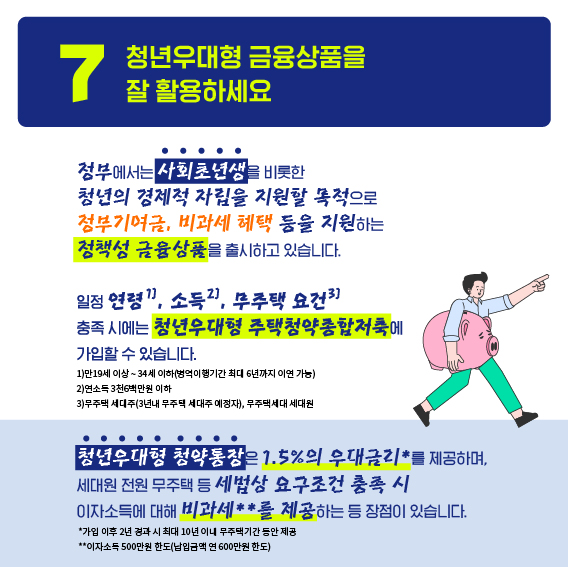 7
청년우대형 금융상품을
잘 활용하세요
정부에서는 사회초년생을 비롯한
청년의 경제적 자립을 지원할 목적으로
정부기여금, 비과세 혜택 등을 지원하는
정책성 금융상품을 출시하고 있습니다.
일정 연령1), 소득2), 무주택 요건3)
충족 시에는 청년우대형 주택청약종합저축에
가입할 수 있습니다.
1)만19세 이상 ~ 34세 이하(병역이행기간 최대 6년까지 이연 가능)
2)연소득 3천6백만원 이하
3)무주택 세대주(3년내 무주택 세대주 예정자), 무주택세대 세대원
청년우대형 청약통장은 1.5%의 우대금리*를 제공하며,
세대원 전원 무주택 등 세법상 요구조건 충족 시
이자소득에 대해 비과세**를 제공하는 등 장점이 있습니다.
*가입 이후 2년 경과 시 최대 10년 이내 무주택기간 동안 제공
**이자소득 500만원 한도(납입금액 연 600만원 한도)